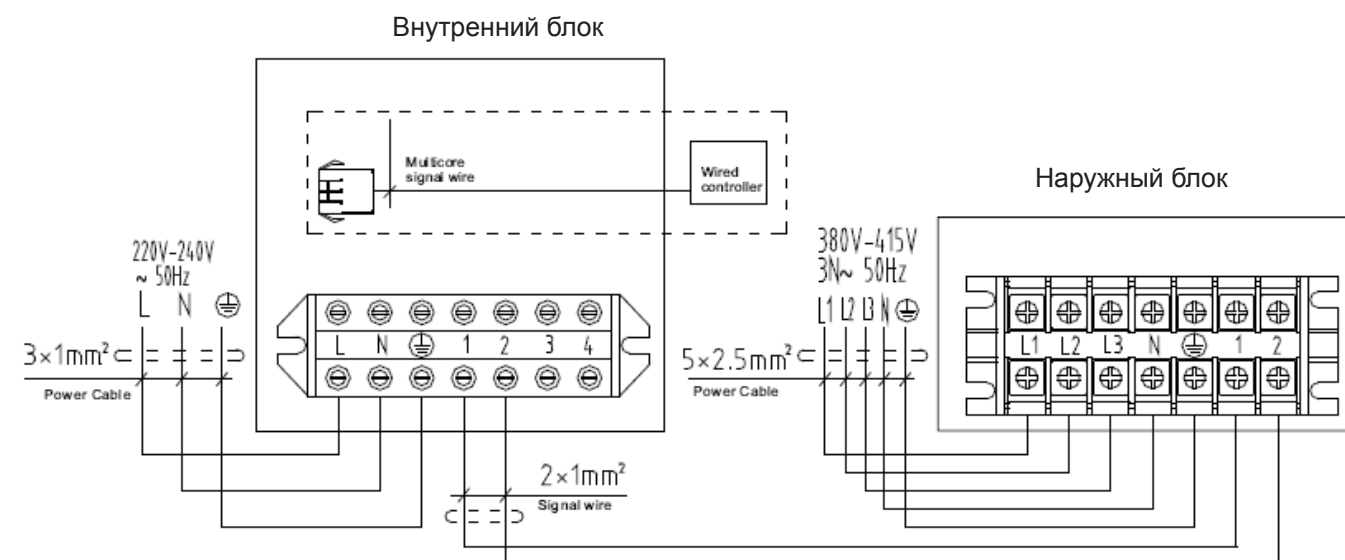 Внутренний блок
Multicore
signal wire
Wired
controller
Наружный блок
220V-240V
~ 50Hz
L N
380V-415V
3N~ 50Hz
L1 L2 L3 N
L N 1 2 3 4
L1 L2 L3 N 1 2
3×1mm²
Power Cable
5×2.5mm²
Power Cable
2×1mm²
Signal wire